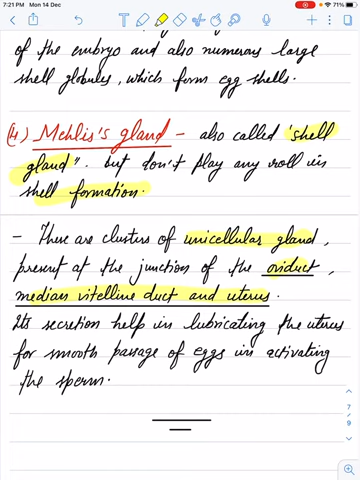 7:21 PM Mon 14 Dec
of the embryo and also numerous large
shell globules, which form egg shells.
(4) Mehlis's gland - also called 'shell
gland". but don't play any roll in
shell formation.
- There are clusters of unicellular gland,
present at the junction of the oviduct,
median vitelline duct and uterus.
Its secretion help in lubricating the uterus
for smooth passage of eggs in activating
the sperm.
7
9